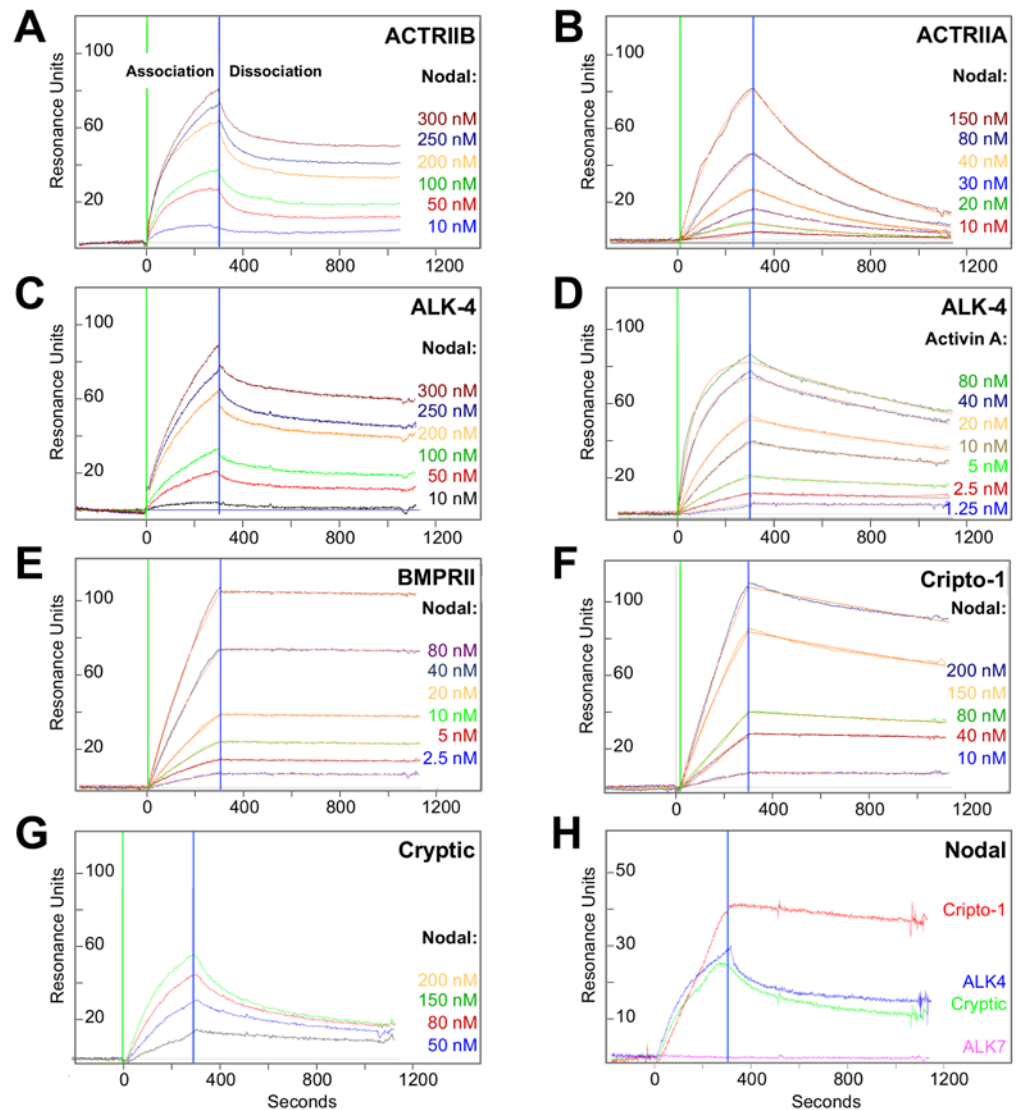 A
ACTRIIB
Resonance Units
100
60
20
Association
Dissociation
Nodal:
300 nM
250 nM
200 nM
100 nM
50 nM
10 nM
0 400 800 1200
B
ACTRIIA
Resonance Units
100
60
20
Nodal:
150 nM
80 nM
40 nM
30 nM
20 nM
10 nM
0 400 800 1200
C
ALK-4
Resonance Units
100
60
20
Nodal:
300 nM
250 nM
200 nM
100 nM
50 nM
10 nM
0 400 800 1200
D
ALK-4
Resonance Units
100
60
20
Activin A:
80 nM
40 nM
20 nM
10 nM
5 nM
2.5 nM
1.25 nM
0 400 800 1200
E
BMPRII
Resonance Units
100
60
20
Nodal:
80 nM
40 nM
20 nM
10 nM
5 nM
2.5 nM
0 400 800 1200
F
Cripto-1
Resonance Units
100
60
20
Nodal:
200 nM
150 nM
80 nM
40 nM
10 nM
0 400 800 1200
G
Cryptic
Resonance Units
100
60
20
Nodal:
200 nM
150 nM
80 nM
50 nM
0 400 800 1200
Seconds
H
Nodal
Resonance Units
50
30
10
Cripto-1
ALK4
Cryptic
ALK7
0 400 800 1200
Seconds